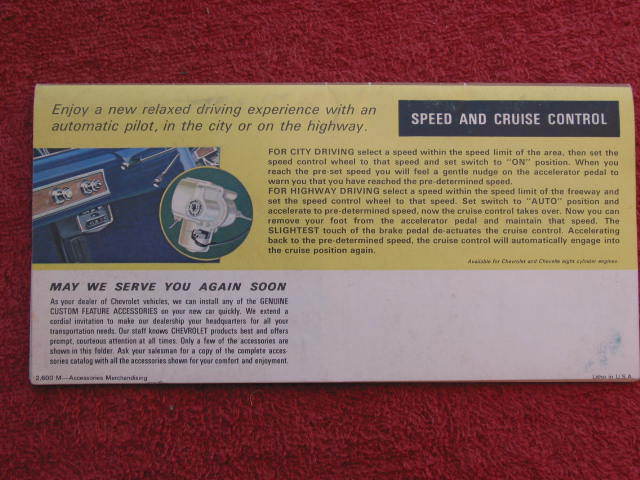 Enjoy a new relaxed driving experience with an
automatic pilot, in the city or on the highway.
SPEED AND CRUISE CONTROL
FOR CITY DRIVING select a speed within the speed limit of the area, then set the
speed control wheel to that speed and set switch to "ON" position. When you
reach the pre-set speed you will feel a gentle nudge on the accelerator pedal to
warn you that you have reached the pre-determined speed.
FOR HIGHWAY DRIVING select a speed within the speed limit of the freeway and
set the speed control wheel to that speed. Set switch to "AUTO" position and
accelerate to pre-determined speed, now the cruise control takes over. Now you can
remove your foot from the accelerator pedal and maintain that speed. The
SLIGHTEST touch of the brake pedal de-actuates the cruise control. Accelerating
back to the pre-determined speed, the cruise control will automatically engage into
the cruise position again.
Available for Chevrolet and Chevelle eight cylinder engines.
MAY WE SERVE YOU AGAIN SOON
As your dealer of Chevrolet vehicles, we can install any of the GENUINE
CUSTOM FEATURE ACCESSORIES on your new car quickly. We extend a
cordial invitation to make our dealership your headquarters for all your
transportation needs. Our staff knows CHEVROLET products best and offers
prompt, courteous attention at all times. Only a few of the accessories are
shown in this folder. Ask your salesman for a copy of the complete acces-
sories catalog with all the accessories shown for your comfort and enjoyment.
2,600 M—Accessories Merchandising
Litho in U.S.A.